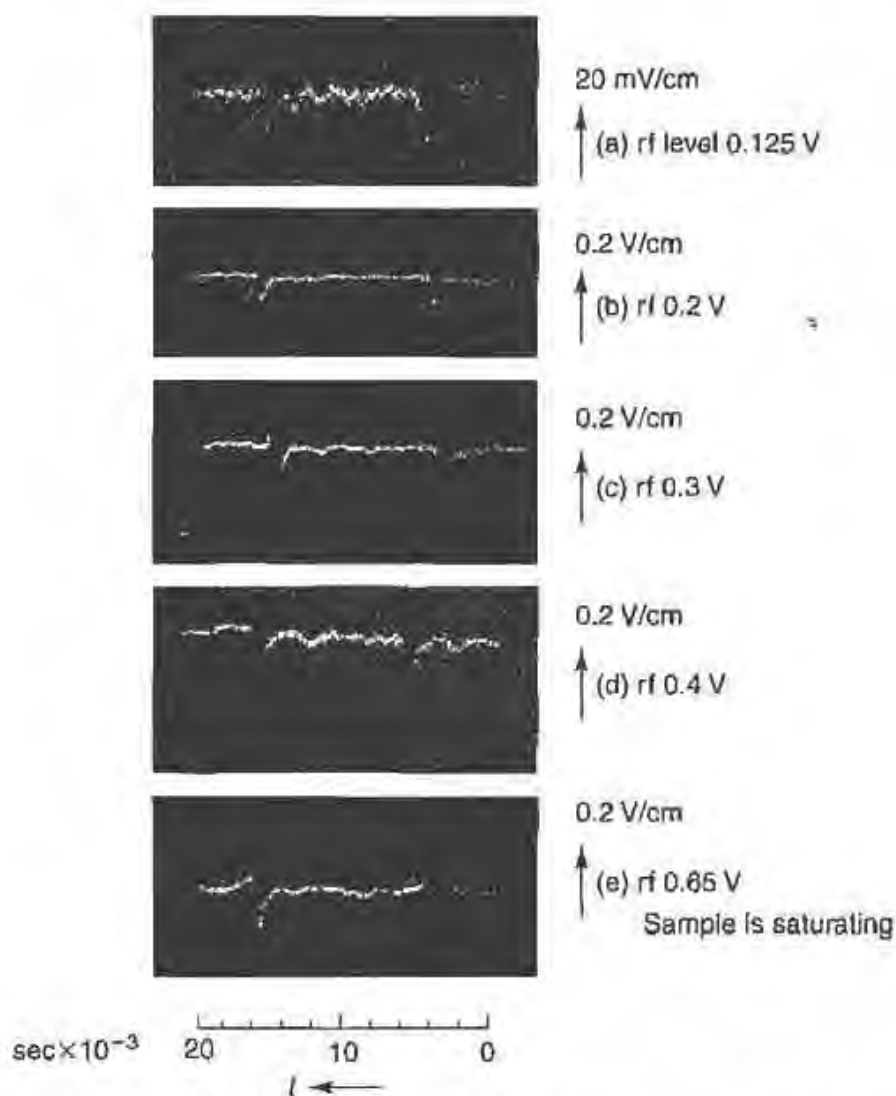 20 mV/cm
(a) rf level 0.125 V
0.2 V/cm
(b) rf 0.2 V
0.2 V/cm
(c) rf 0.3 V
0.2 V/cm
(d) rf 0.4 V
0.2 V/cm
(e) rf 0.65 V
Sample is saturating
sec×10⁻³ 20 10 0
t